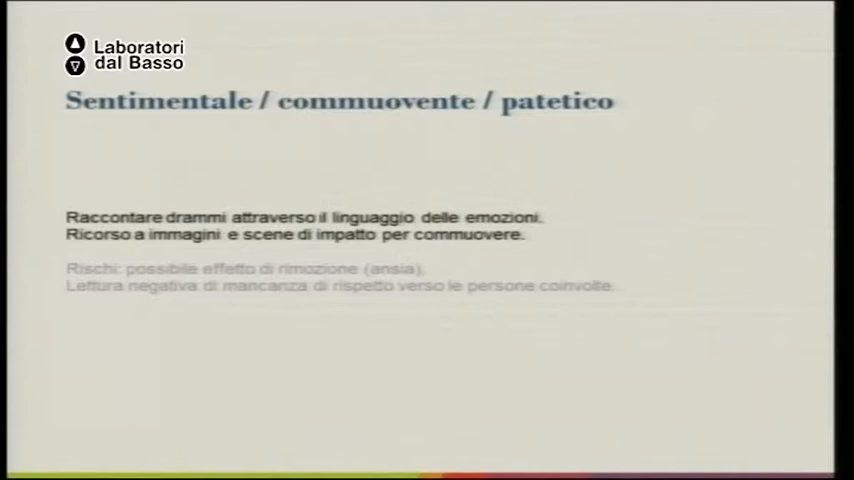 Laboratori
dal Basso
Sentimentale / commuovente / patetico
Raccontare drammi attraverso il linguaggio delle emozioni.
Ricorso a immagini e scene di impatto per commuovere.
Rischi: possibile effetto di rimozione (ansia).
Lettura negativa di mancanza di rispetto verso le persone coinvolte.